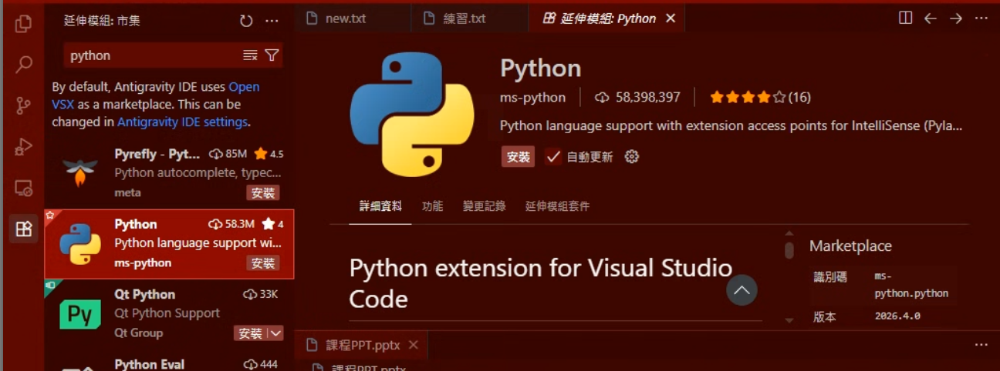 延伸模組: 市集
python
By default, Antigravity IDE uses Open
VSX as a marketplace. This can be
changed in Antigravity IDE settings.
Pyrefly - Pyt... 85M 4.5
Python autocomplete, typec...
meta 安裝
Python 58.3M 4
Python language support wi...
ms-python 安裝
Qt Python 33K
Qt Python Support
Qt Group 安裝
Python Eval 444
new.txt 練習.txt 延伸模組: Python
Python
ms-python 58,398,397 (16)
Python language support with extension access points for IntelliSense (Pyla...
安裝 自動更新
詳細資料 功能 變更記錄 延伸模組套件
Python extension for Visual Studio
Code
Marketplace
識別碼 ms-
python.python
版本 2026.4.0
課程PPT.pptx
課程PPT.pptx